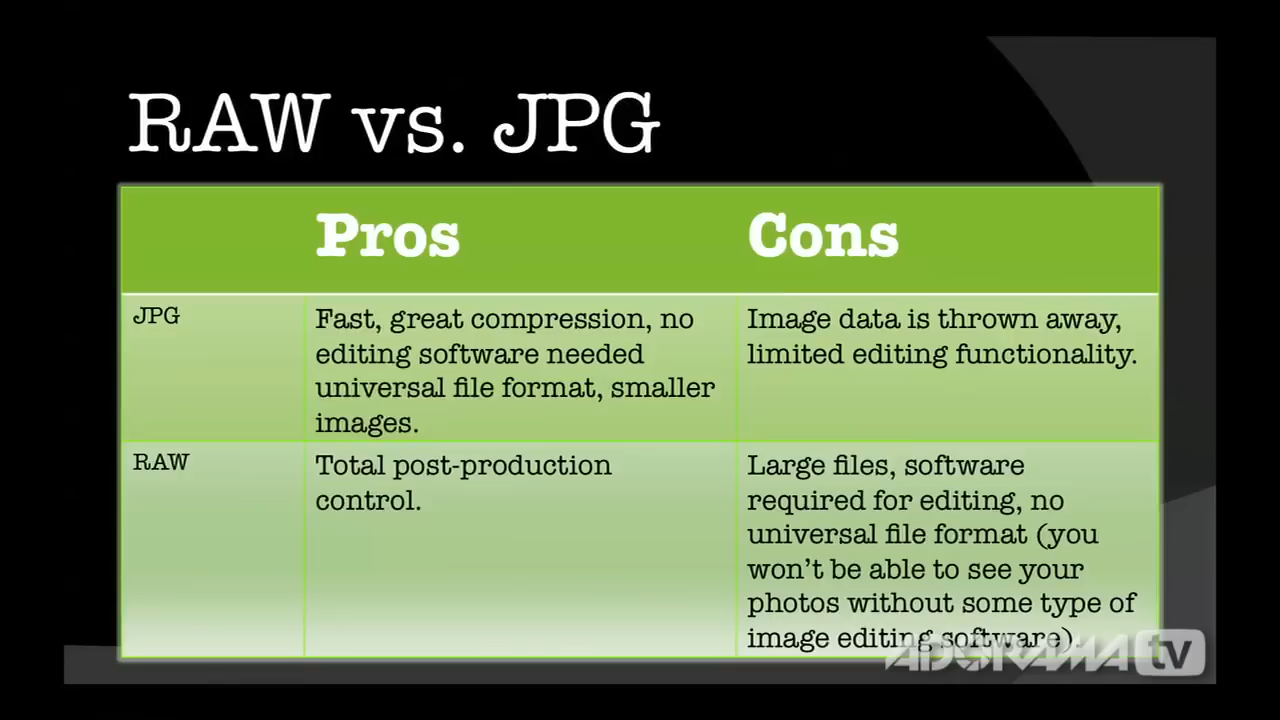 RAW vs. JPG
Pros
Cons
JPG
Fast, great compression, no
editing software needed
universal file format, smaller
images.
Image data is thrown away,
limited editing functionality.
RAW
Total post-production
control.
Large files, software
required for editing, no
universal file format (you
won't be able to see your
photos without some type of
image editing software).
ADORAMA tv